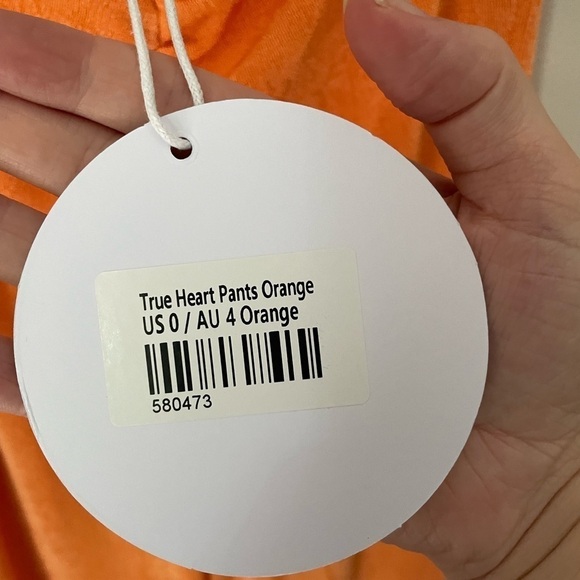 True Heart Pants Orange
US 0 / AU 4 Orange
580473